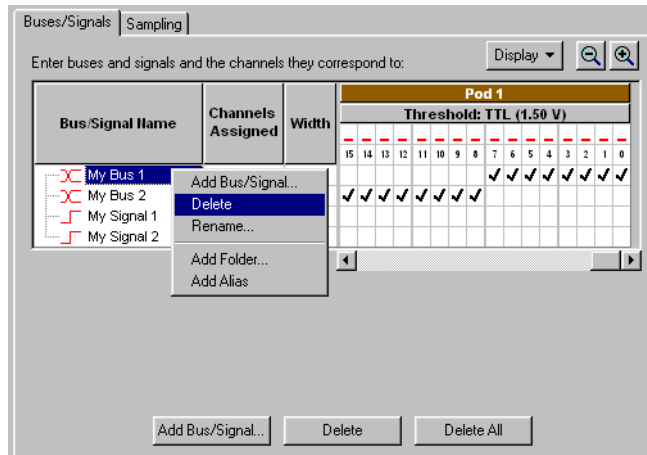 Buses/Signals Sampling
Enter buses and signals and the channels they correspond to:
Display
Bus/Signal Name
Channels
Assigned
Width
Pod 1
Threshold: TTL (1.50 V)
15 14 13 12 11 10 9 8 7 6 5 4 3 2 1 0
My Bus 1
My Bus 2
My Signal 1
My Signal 2
Add Bus/Signal...
Delete
Rename...
Add Folder...
Add Alias
Add Bus/Signal... Delete Delete All